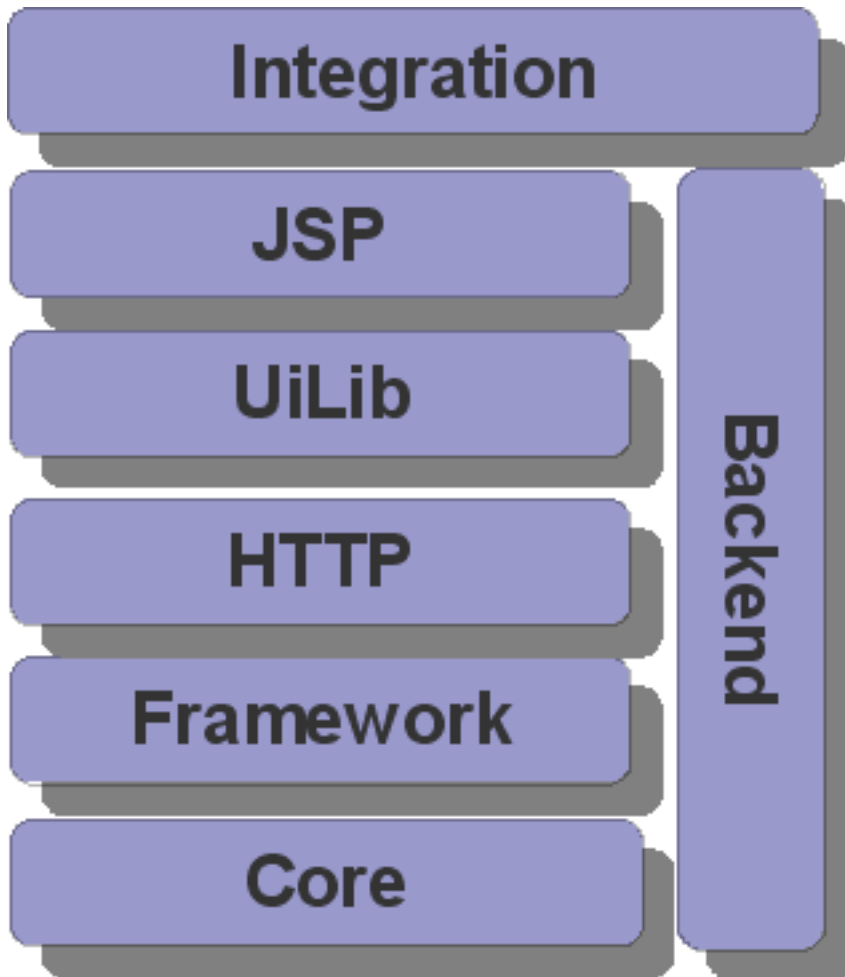 Integration
JSP
UiLib
HTTP
Framework
Core
Backend